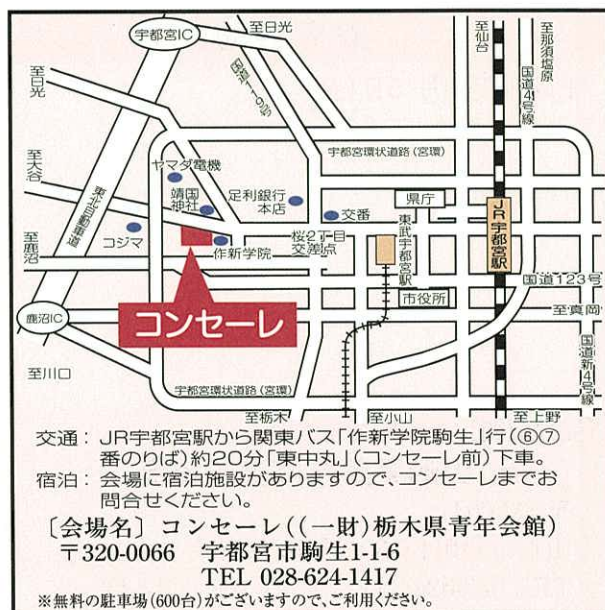 宇都宮IC
至日光
国道119号
至仙台
至那須塩原
国道4号線
至日光
至大谷
東北自動車道
宇都宮環状道路(宮環)
ヤマダ電機
靖国神社
足利銀行本店
交番
県庁
JR宇都宮駅
東武宇都宮駅
コジマ
作新学院
桜2丁目交差点
至鹿沼
国道123号
コンセーレ
市役所
至真岡
鹿沼IC
国道新4号線
至川口
宇都宮環状道路(宮環)
至栃木
至小山
至上野
交通：JR宇都宮駅から関東バス「作新学院駒生」行(⑥⑦
番のりば)約20分「東中丸」(コンセーレ前)下車。
宿泊：会場に宿泊施設がありますので、コンセーレまでお
問合せください。
〔会場名〕コンセーレ((一財)栃木県青年会館)
〒320-0066 宇都宮市駒生1-1-6
TEL 028-624-1417
※無料の駐車場(600台)がございますので、ご利用ください。